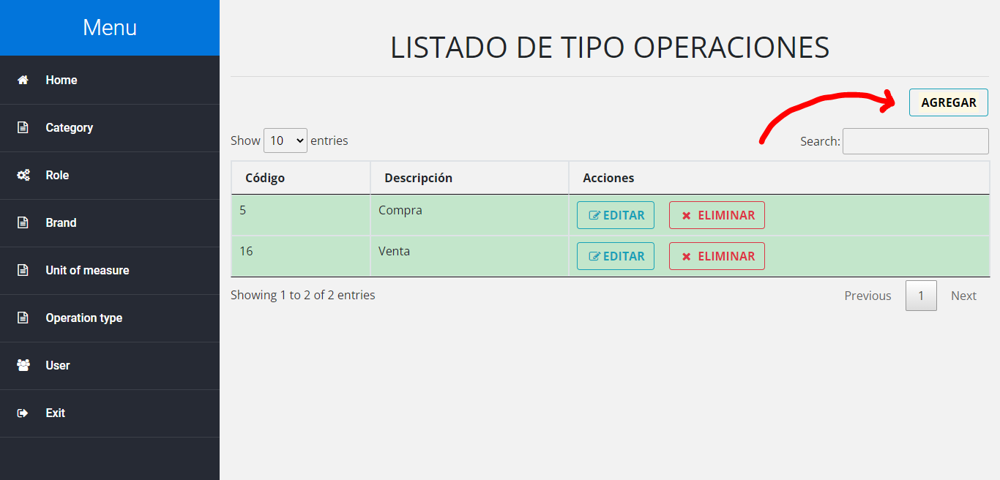 Menu
Home
Category
Role
Brand
Unit of measure
Operation type
User
Exit
LISTADO DE TIPO OPERACIONES
AGREGAR
Show 10 entries
Search:
Código Descripción Acciones
5 Compra EDITAR ELIMINAR
16 Venta EDITAR ELIMINAR
Showing 1 to 2 of 2 entries
Previous 1 Next